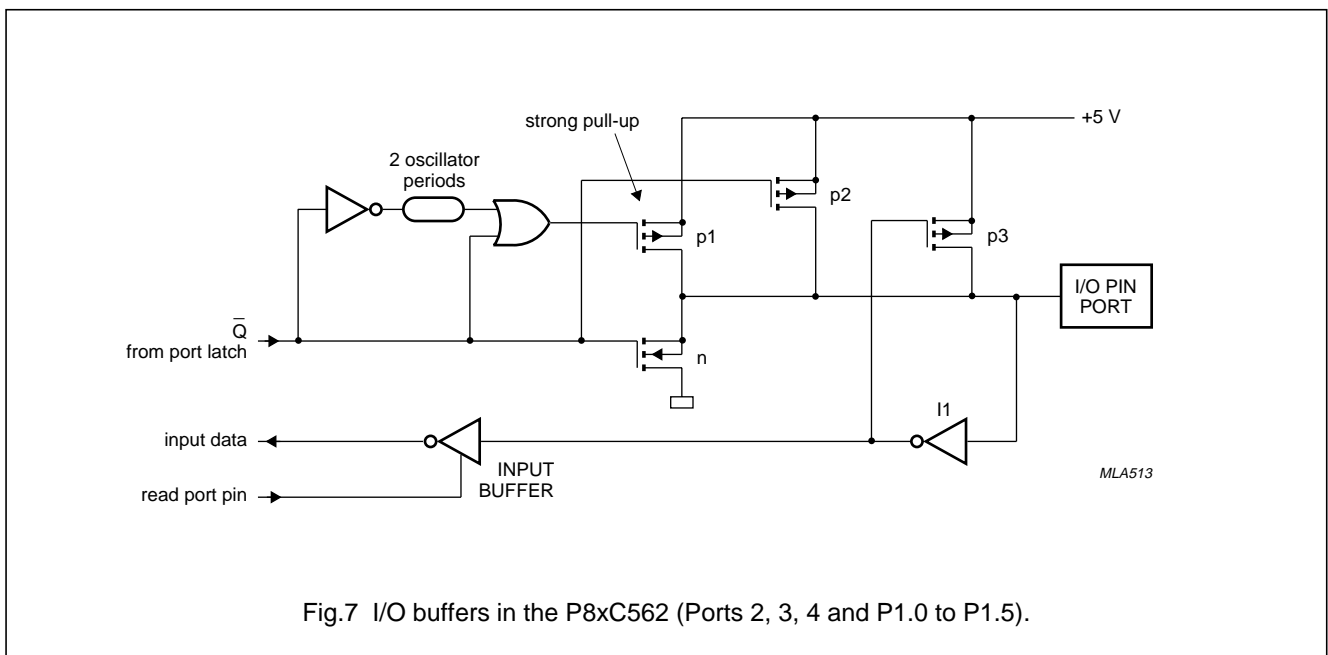 strong pull-up
+5 V
2 oscillator
periods
p2
p1
p3
I/O PIN
PORT
Q̅
from port latch
n
I1
input data
INPUT
BUFFER
read port pin
MLA513
Fig.7 I/O buffers in the P8xC562 (Ports 2, 3, 4 and P1.0 to P1.5).